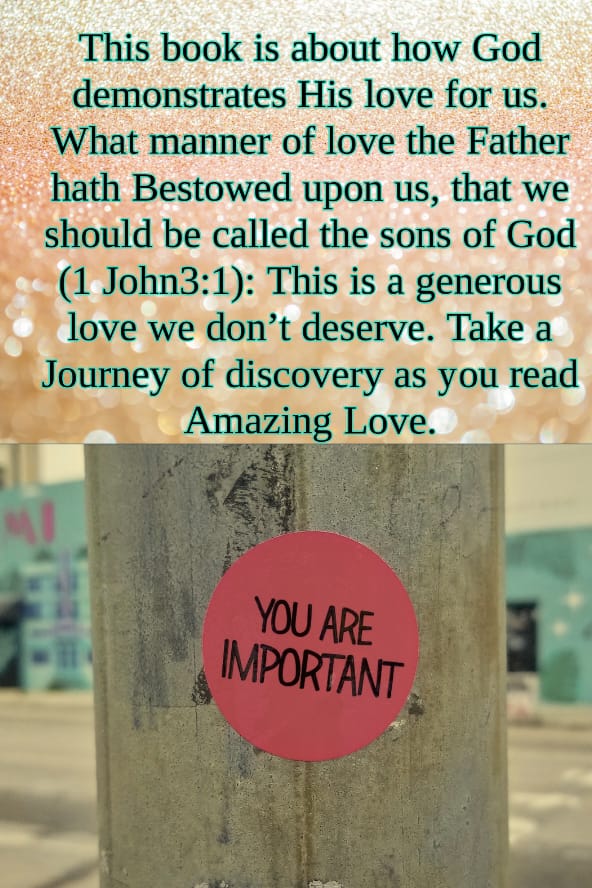 This book is about how God
demonstrates His love for us.
What manner of love the Father
hath Bestowed upon us, that we
should be called the sons of God
(1 John3:1): This is a generous
love we don’t deserve. Take a
Journey of discovery as you read
Amazing Love.
YOU ARE
IMPORTANT